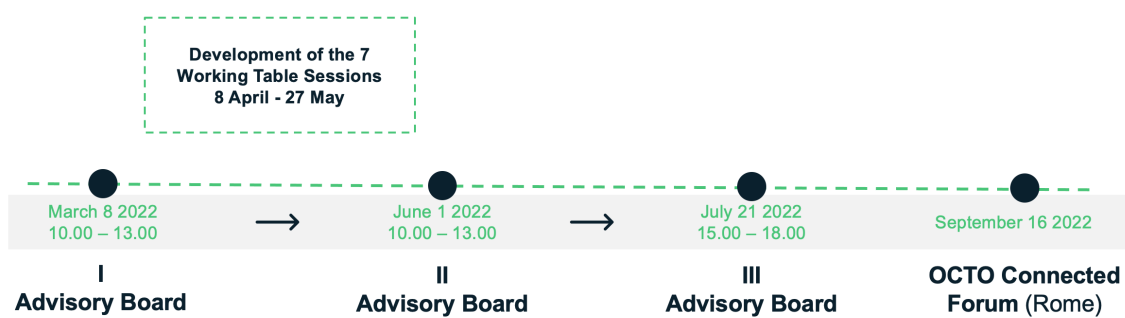 Development of the 7
Working Table Sessions
8 April - 27 May
March 8 2022
10.00 – 13.00
June 1 2022
10.00 – 13.00
July 21 2022
15.00 – 18.00
September 16 2022
I
Advisory Board
II
Advisory Board
III
Advisory Board
OCTO Connected
Forum (Rome)